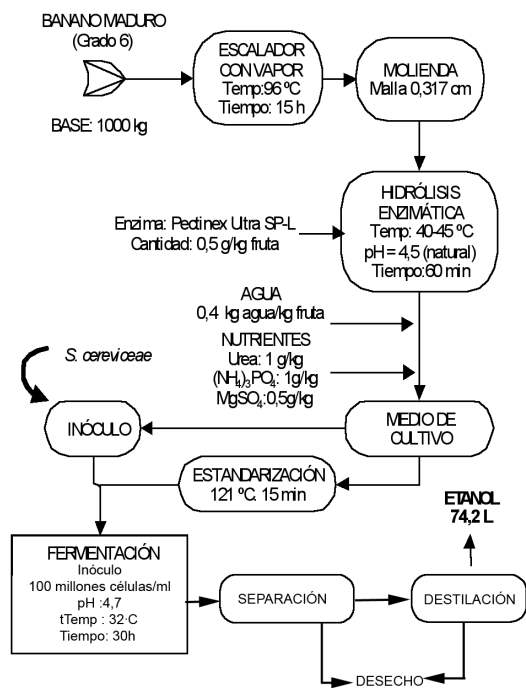 BANANO MADURO
(Grado 6)
BASE: 1000 kg
ESCALADOR
CON VAPOR
Temp:96 ºC
Tiempo: 15 h
MOLIENDA
Malla 0,317 cm
HIDRÓLISIS
ENZIMÁTICA
Temp: 40-45 ºC
pH = 4,5 (natural)
Tiempo:60 min
Enzima: Pectinex Ultra SP-L
Cantidad: 0,5 g/kg fruta
AGUA
0,4 kg agua/kg fruta
NUTRIENTES
Urea: 1 g/kg
(NH₄)₃PO₄: 1g/kg
MgSO₄:0,5g/kg
S. cereviceae
INÓCULO
MEDIO DE
CULTIVO
ESTANDARIZACIÓN
121 ºC. 15 min
ETANOL
74,2 L
FERMENTACIÓN
Inóculo
100 millones células/ml
pH :4,7
tTemp : 32·C
Tiempo: 30h
SEPARACIÓN
DESTILACIÓN
DESECHO